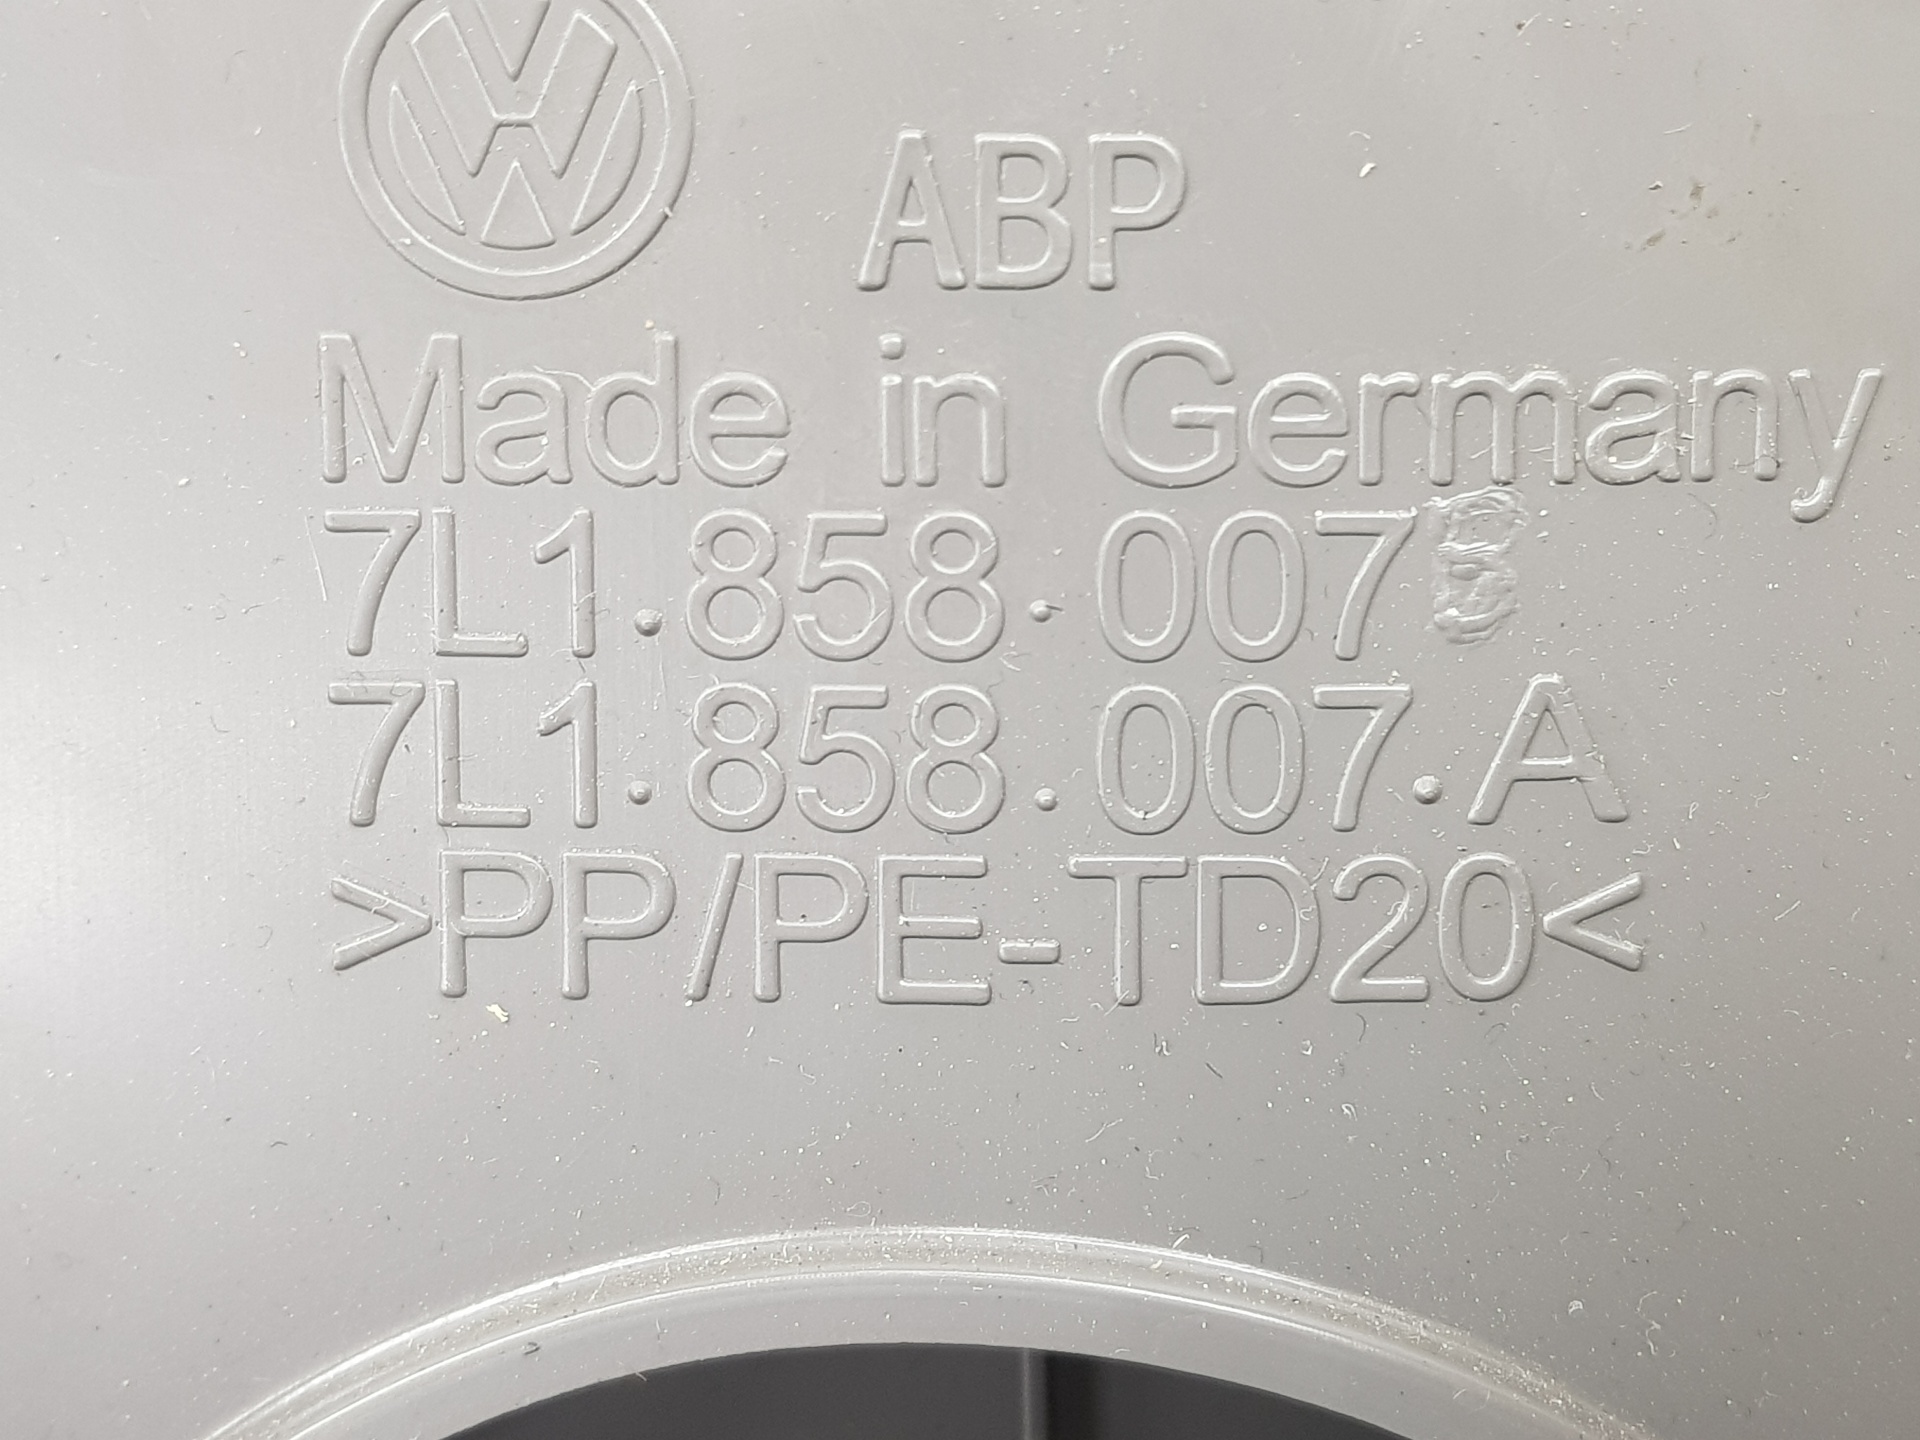 ABP
Made in Germany
7L1.858.007
7L1.858.007.A
>PP/PE-TD20<